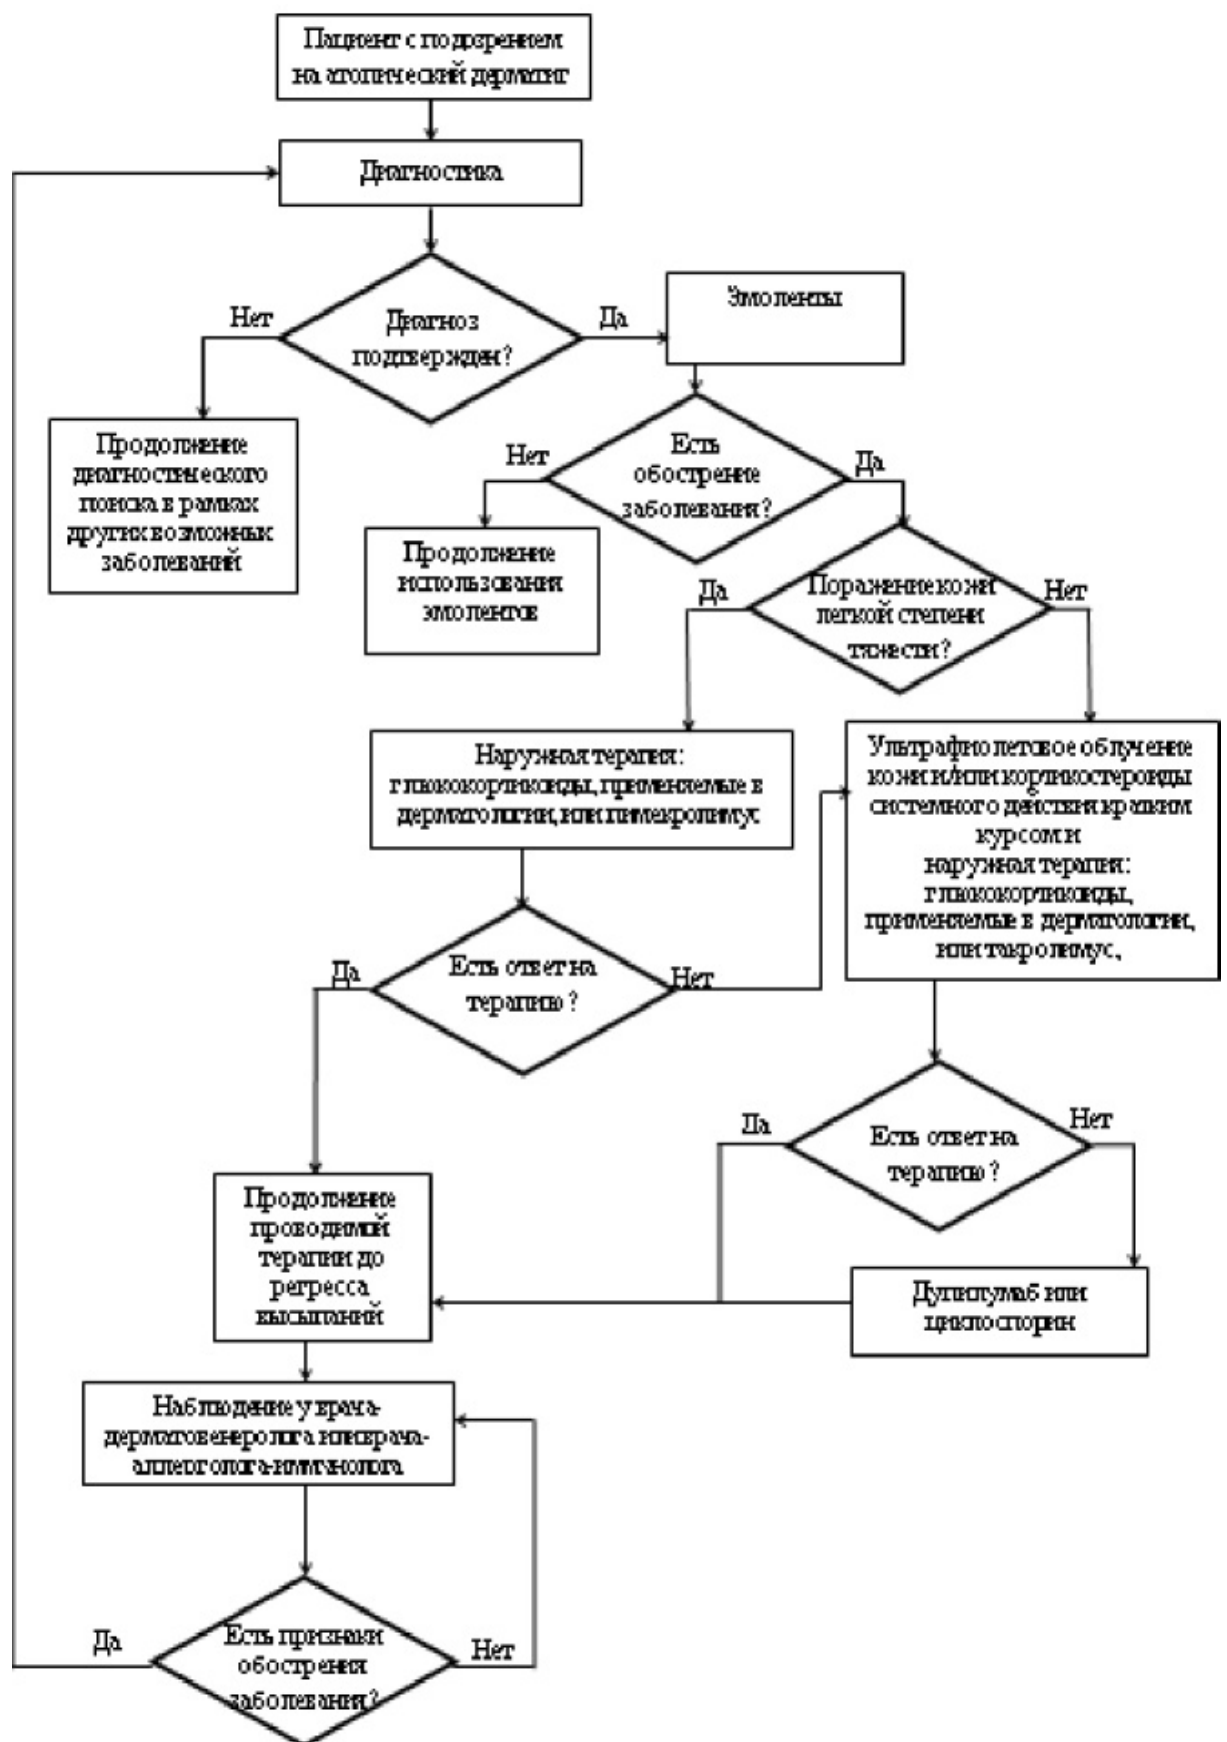 Пациент с подозрением
на атопический дерматит
Диагностика
Диагноз
подтвержден?
Нет
Да
Эмоленты
Продолжение
диагностического
поиска в рамках
других возможных
заболеваний
Есть
обострение
заболевания?
Нет
Да
Продолжение
использования
эмолентов
Поражение кожи
легкой степени
тяжести?
Да
Нет
Наружная терапия:
глюкокортикоиды, применяемые в
дерматологии, или пимекролимус
Ультрафиолетовое облучение
кожи и/или кортикостероиды
системного действия кратким
курсом и
наружная терапия:
глюкокортикоиды,
применяемые в дерматологии,
или такролимус,
Есть ответ на
терапию?
Да
Нет
Есть ответ на
терапию?
Да
Нет
Продолжение
проводимой
терапии до
регресса
высыпаний
Дупилумаб или
циклоспорин
Наблюдение у врача-
дерматовенеролога или врача-
аллерголога-иммунолога
Есть признаки
обострения
заболевания?
Да
Нет